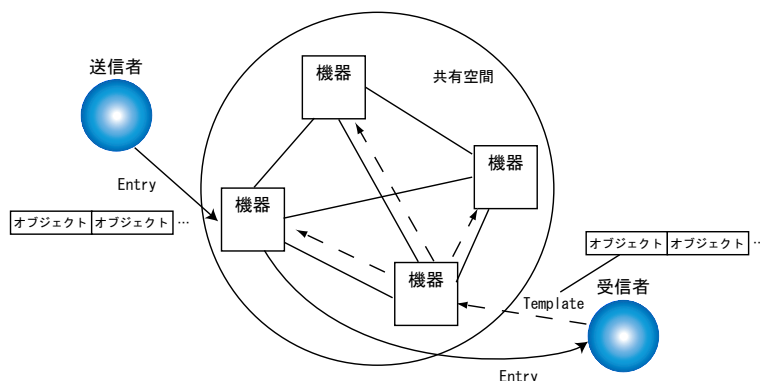 送信者
機器
共有空間
機器
Entry
機器
オブジェクト オブジェクト …
オブジェクト オブジェクト …
機器
Template
受信者
Entry